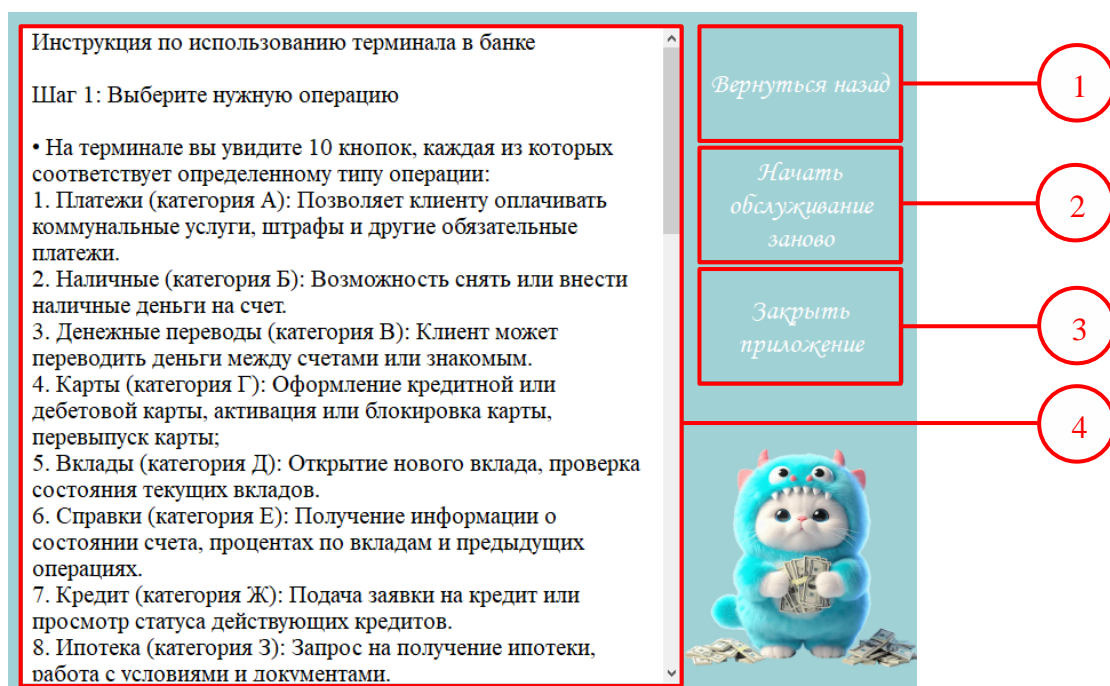 Инструкция по использованию терминала в банке
Шаг 1: Выберите нужную операцию
• На терминале вы увидите 10 кнопок, каждая из которых
соответствует определенному типу операции:
1. Платежи (категория А): Позволяет клиенту оплачивать
коммунальные услуги, штрафы и другие обязательные
платежи.
2. Наличные (категория Б): Возможность снять или внести
наличные деньги на счет.
3. Денежные переводы (категория В): Клиент может
переводить деньги между счетами или знакомым.
4. Карты (категория Г): Оформление кредитной или
дебетовой карты, активация или блокировка карты,
перевыпуск карты;
5. Вклады (категория Д): Открытие нового вклада, проверка
состояния текущих вкладов.
6. Справки (категория Е): Получение информации о
состоянии счета, процентах по вкладам и предыдущих
операциях.
7. Кредит (категория Ж): Подача заявки на кредит или
просмотр статуса действующих кредитов.
8. Ипотека (категория З): Запрос на получение ипотеки,
работа с условиями и документами.
Вернуться назад
Начать
обслуживание
заново
Закрыть
приложение
1
2
3
4